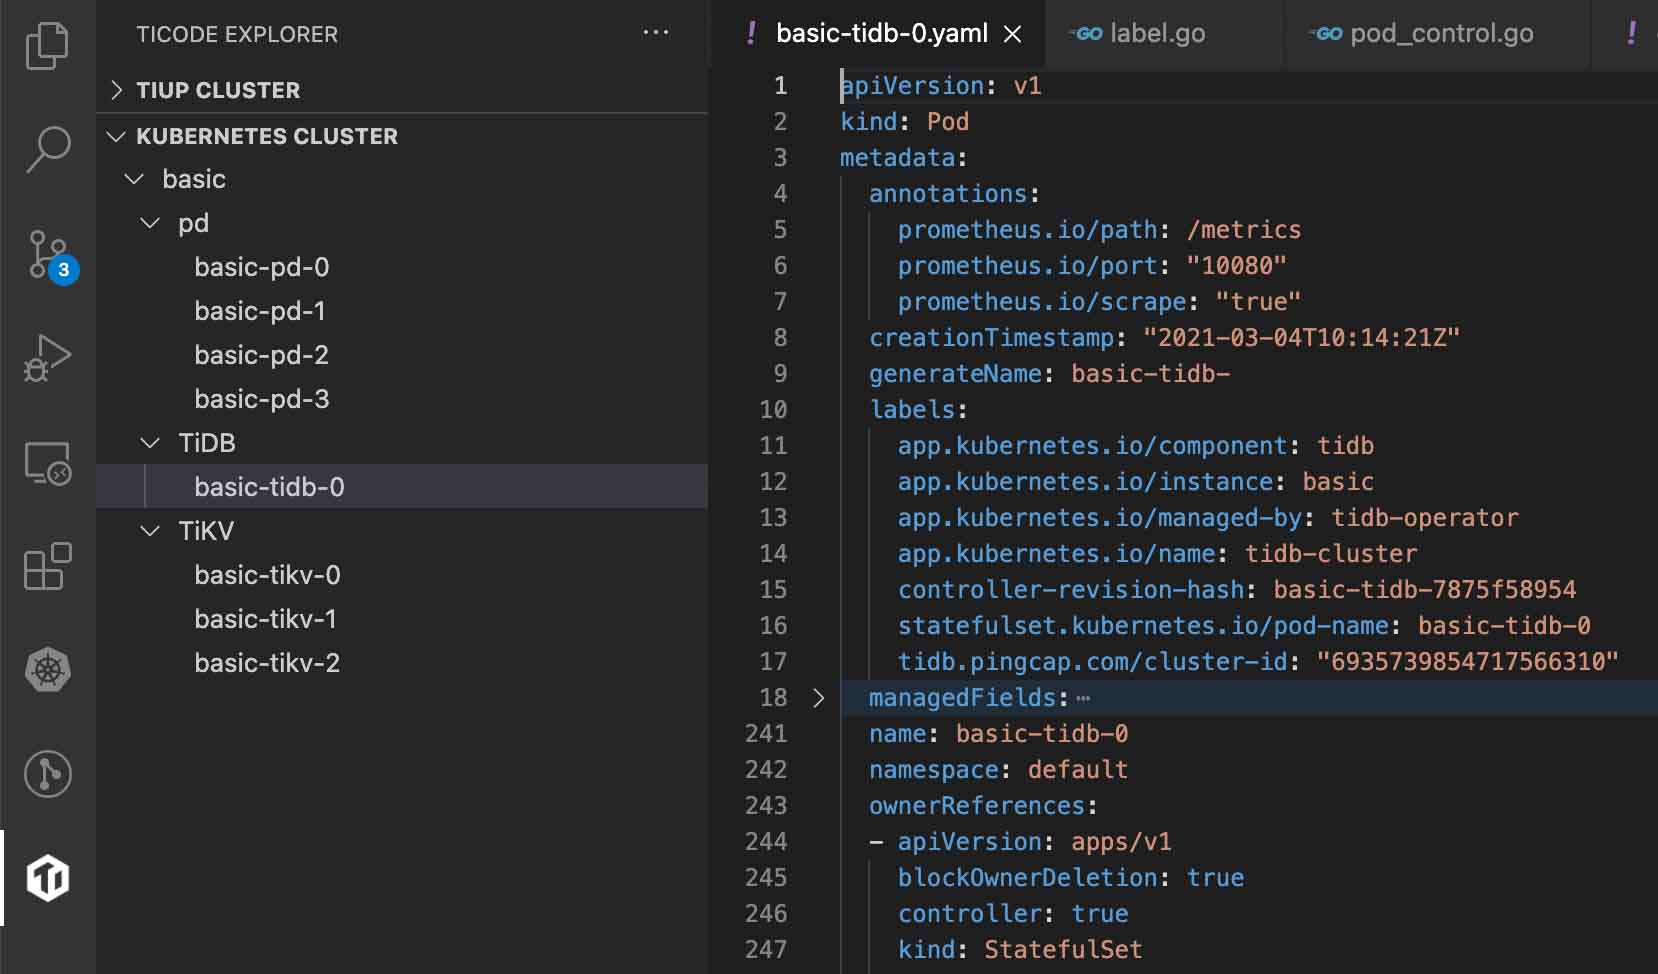 TICODE EXPLORER
TIUP CLUSTER
KUBERNETES CLUSTER
basic
pd
basic-pd-0
basic-pd-1
basic-pd-2
basic-pd-3
TiDB
basic-tidb-0
TiKV
basic-tikv-0
basic-tikv-1
basic-tikv-2
3
! basic-tidb-0.yaml
GO label.go
GO pod_control.go
!
1 apiVersion: v1
2 kind: Pod
3 metadata:
4 annotations:
5 prometheus.io/path: /metrics
6 prometheus.io/port: "10080"
7 prometheus.io/scrape: "true"
8 creationTimestamp: "2021-03-04T10:14:21Z"
9 generateName: basic-tidb-
10 labels:
11 app.kubernetes.io/component: tidb
12 app.kubernetes.io/instance: basic
13 app.kubernetes.io/managed-by: tidb-operator
14 app.kubernetes.io/name: tidb-cluster
15 controller-revision-hash: basic-tidb-7875f58954
16 statefulset.kubernetes.io/pod-name: basic-tidb-0
17 tidb.pingcap.com/cluster-id: "6935739854717566310"
18 managedFields:…
241 name: basic-tidb-0
242 namespace: default
243 ownerReferences:
244 - apiVersion: apps/v1
245 blockOwnerDeletion: true
246 controller: true
247 kind: StatefulSet